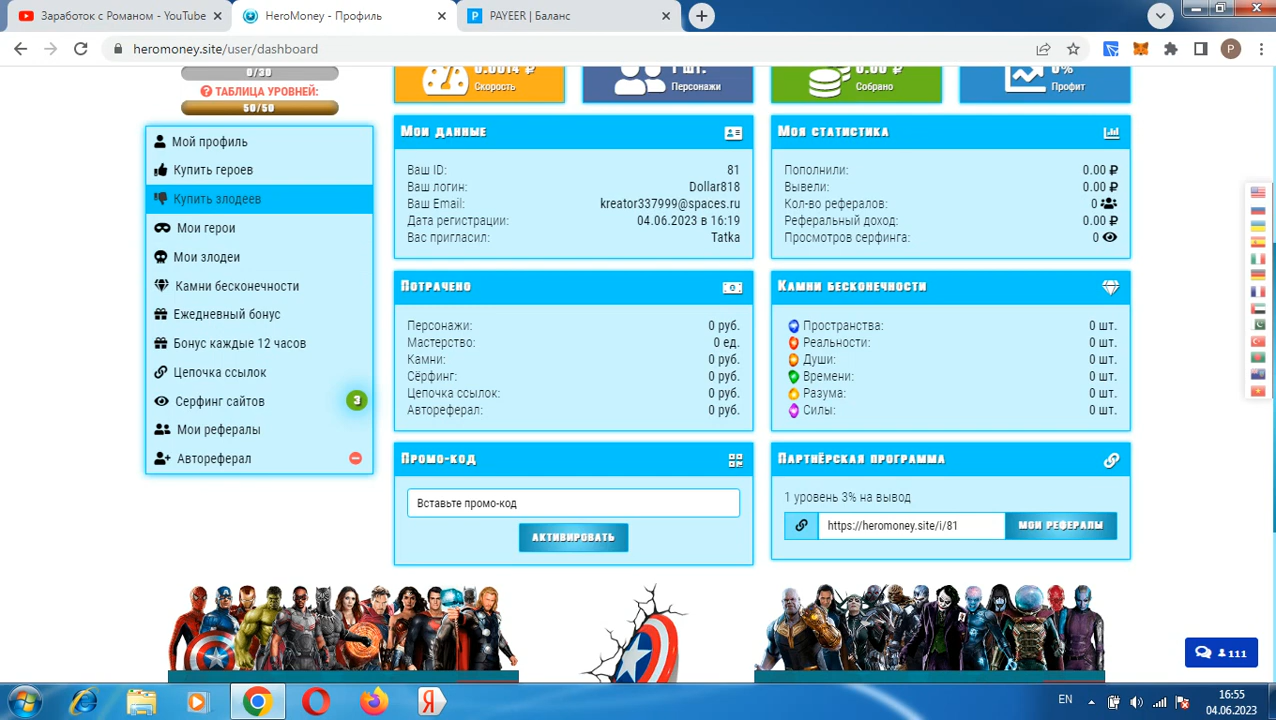 Заработок с Романом - YouTube
HeroMoney - Профиль
PAYEER | Баланс
heromoney.site/user/dashboard
P
0/30
ТАБЛИЦА УРОВНЕЙ:
50/50
Мой профиль
Купить героев
Купить злодеев
Мои герои
Мои злодеи
Камни бесконечности
Ежедневный бонус
Бонус каждые 12 часов
Цепочка ссылок
Серфинг сайтов
3
Мои рефералы
Автореферал
0.0014 ₽
Скорость
1 шт.
Персонажи
0.00 ₽
Собрано
0%
Профит
Мои данные
Ваш ID: 81
Ваш логин: Dollar818
Ваш Email: kreator337999@spaces.ru
Дата регистрации: 04.06.2023 в 16:19
Вас пригласил: Tatka
Моя статистика
Пополнили: 0.00 ₽
Вывели: 0.00 ₽
Кол-во рефералов: 0
Реферальный доход: 0.00 ₽
Просмотров серфинга: 0
Потрачено
Персонажи: 0 руб.
Мастерство: 0 ед.
Камни: 0 руб.
Сёрфинг: 0 руб.
Цепочка ссылок: 0 руб.
Автореферал: 0 руб.
Камни бесконечности
Пространства: 0 шт.
Реальности: 0 шт.
Души: 0 шт.
Времени: 0 шт.
Разума: 0 шт.
Силы: 0 шт.
Промо-код
Вставьте промо-код
АКТИВИРОВАТЬ
Партнёрская программа
1 уровень 3% на вывод
https://heromoney.site/i/81
МОИ РЕФЕРАЛЫ
111
EN
16:55
04.06.2023